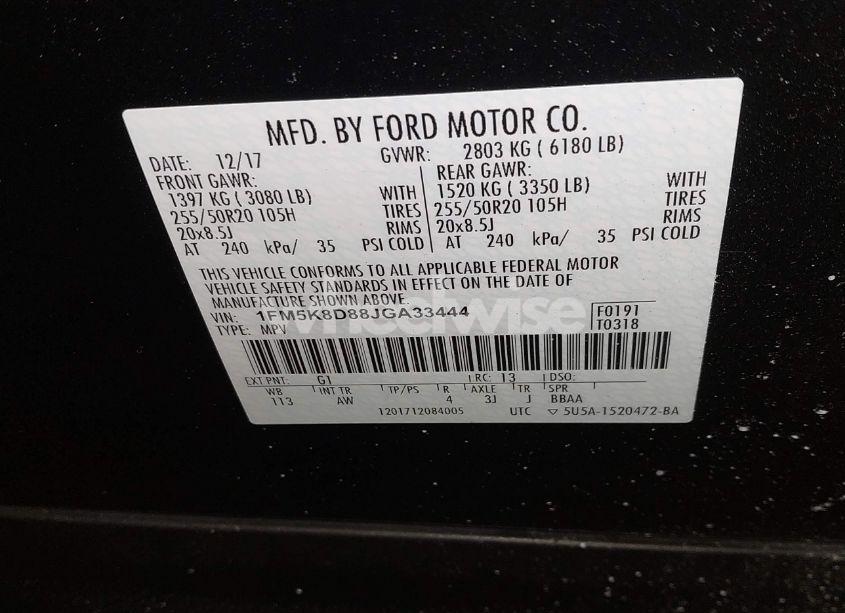 MFD. BY FORD MOTOR CO.
DATE: 12/17 GVWR: 2803 KG ( 6180 LB)
FRONT GAWR: REAR GAWR:
1397 KG ( 3080 LB) WITH 1520 KG ( 3350 LB) WITH
255/50R20 105H TIRES 255/50R20 105H TIRES
20x8.5J RIMS 20x8.5J RIMS
AT 240 kPa/ 35 PSI COLD AT 240 kPa/ 35 PSI COLD
THIS VEHICLE CONFORMS TO ALL APPLICABLE FEDERAL MOTOR
VEHICLE SAFETY STANDARDS IN EFFECT ON THE DATE OF
MANUFACTURE SHOWN ABOVE.
VIN: 1FM5K8D88JGA33444 F0191
TYPE: MPV T0318
wheelwise
EXT PNT: G1 RC: 13 DSO:
WB INT TR TP/PS R AXLE TR SPR
113 AW 4 3J J BBAA
1201712084005 UTC ▽ 5U5A-1520472-BA